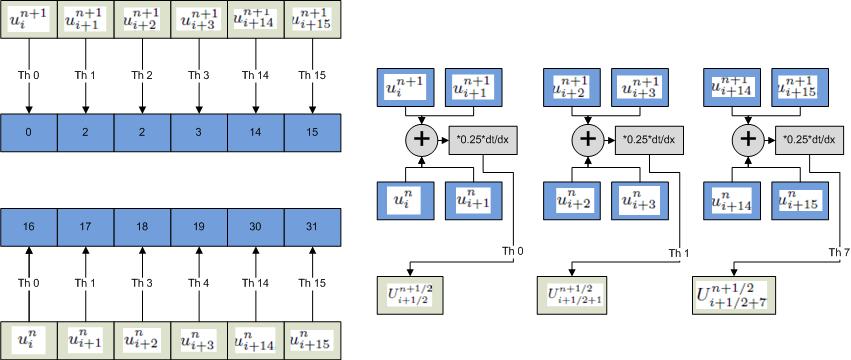 u_i^{n+1} u_{i+1}^{n+1} u_{i+2}^{n+1} u_{i+3}^{n+1} u_{i+14}^{n+1} u_{i+15}^{n+1}
Th 0 Th 1 Th 2 Th 3 Th 14 Th 15
0 2 2 3 14 15
16 17 18 19 30 31
Th 0 Th 1 Th 3 Th 4 Th 14 Th 15
u_i^n u_{i+1}^n u_{i+2}^n u_{i+3}^n u_{i+14}^n u_{i+15}^n
u_i^{n+1} u_{i+1}^{n+1}
+ *0.25*dt/dx
u_i^n u_{i+1}^n
Th 0
U_{i+1/2}^{n+1/2}
u_{i+2}^{n+1} u_{i+3}^{n+1}
+ *0.25*dt/dx
u_{i+2}^n u_{i+3}^n
Th 1
U_{i+1/2+1}^{n+1/2}
u_{i+14}^{n+1} u_{i+15}^{n+1}
+ *0.25*dt/dx
u_{i+14}^n u_{i+15}^n
Th 7
U_{i+1/2+7}^{n+1/2}